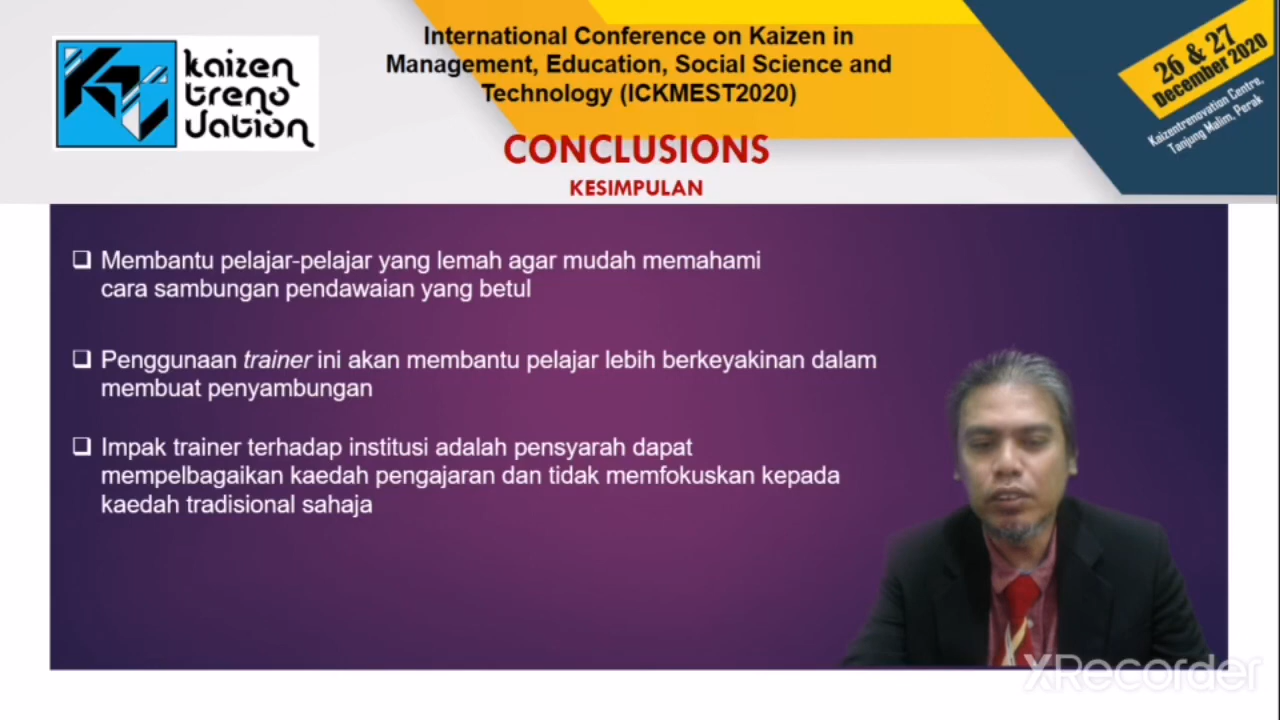 kaizen
trend
vation
International Conference on Kaizen in
Management, Education, Social Science and
Technology (ICKMEST2020)
26 & 27
December 2020
Kaizentrenovation Centre,
Tanjung Malim, Perak
CONCLUSIONS
KESIMPULAN
❑ Membantu pelajar-pelajar yang lemah agar mudah memahami
cara sambungan pendawaian yang betul
❑ Penggunaan trainer ini akan membantu pelajar lebih berkeyakinan dalam
membuat penyambungan
❑ Impak trainer terhadap institusi adalah pensyarah dapat
mempelbagaikan kaedah pengajaran dan tidak memfokuskan kepada
kaedah tradisional sahaja
XRecorder